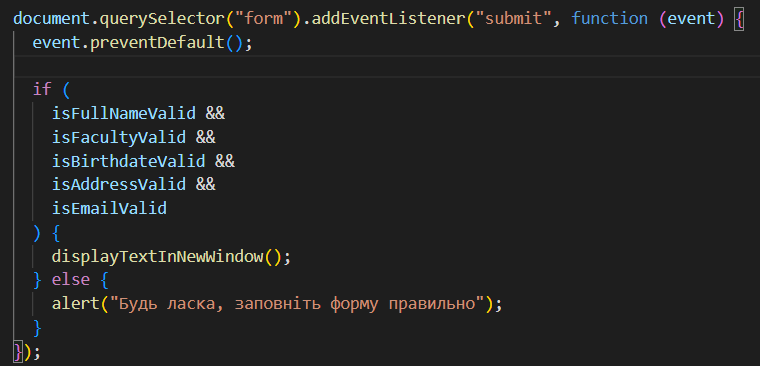 document.querySelector("form").addEventListener("submit", function (event) {
event.preventDefault();
if (
isFullNameValid &&
isFacultyValid &&
isBirthdateValid &&
isAddressValid &&
isEmailValid
) {
displayTextInNewWindow();
} else {
alert("Будь ласка, заповніть форму правильно");
}
});